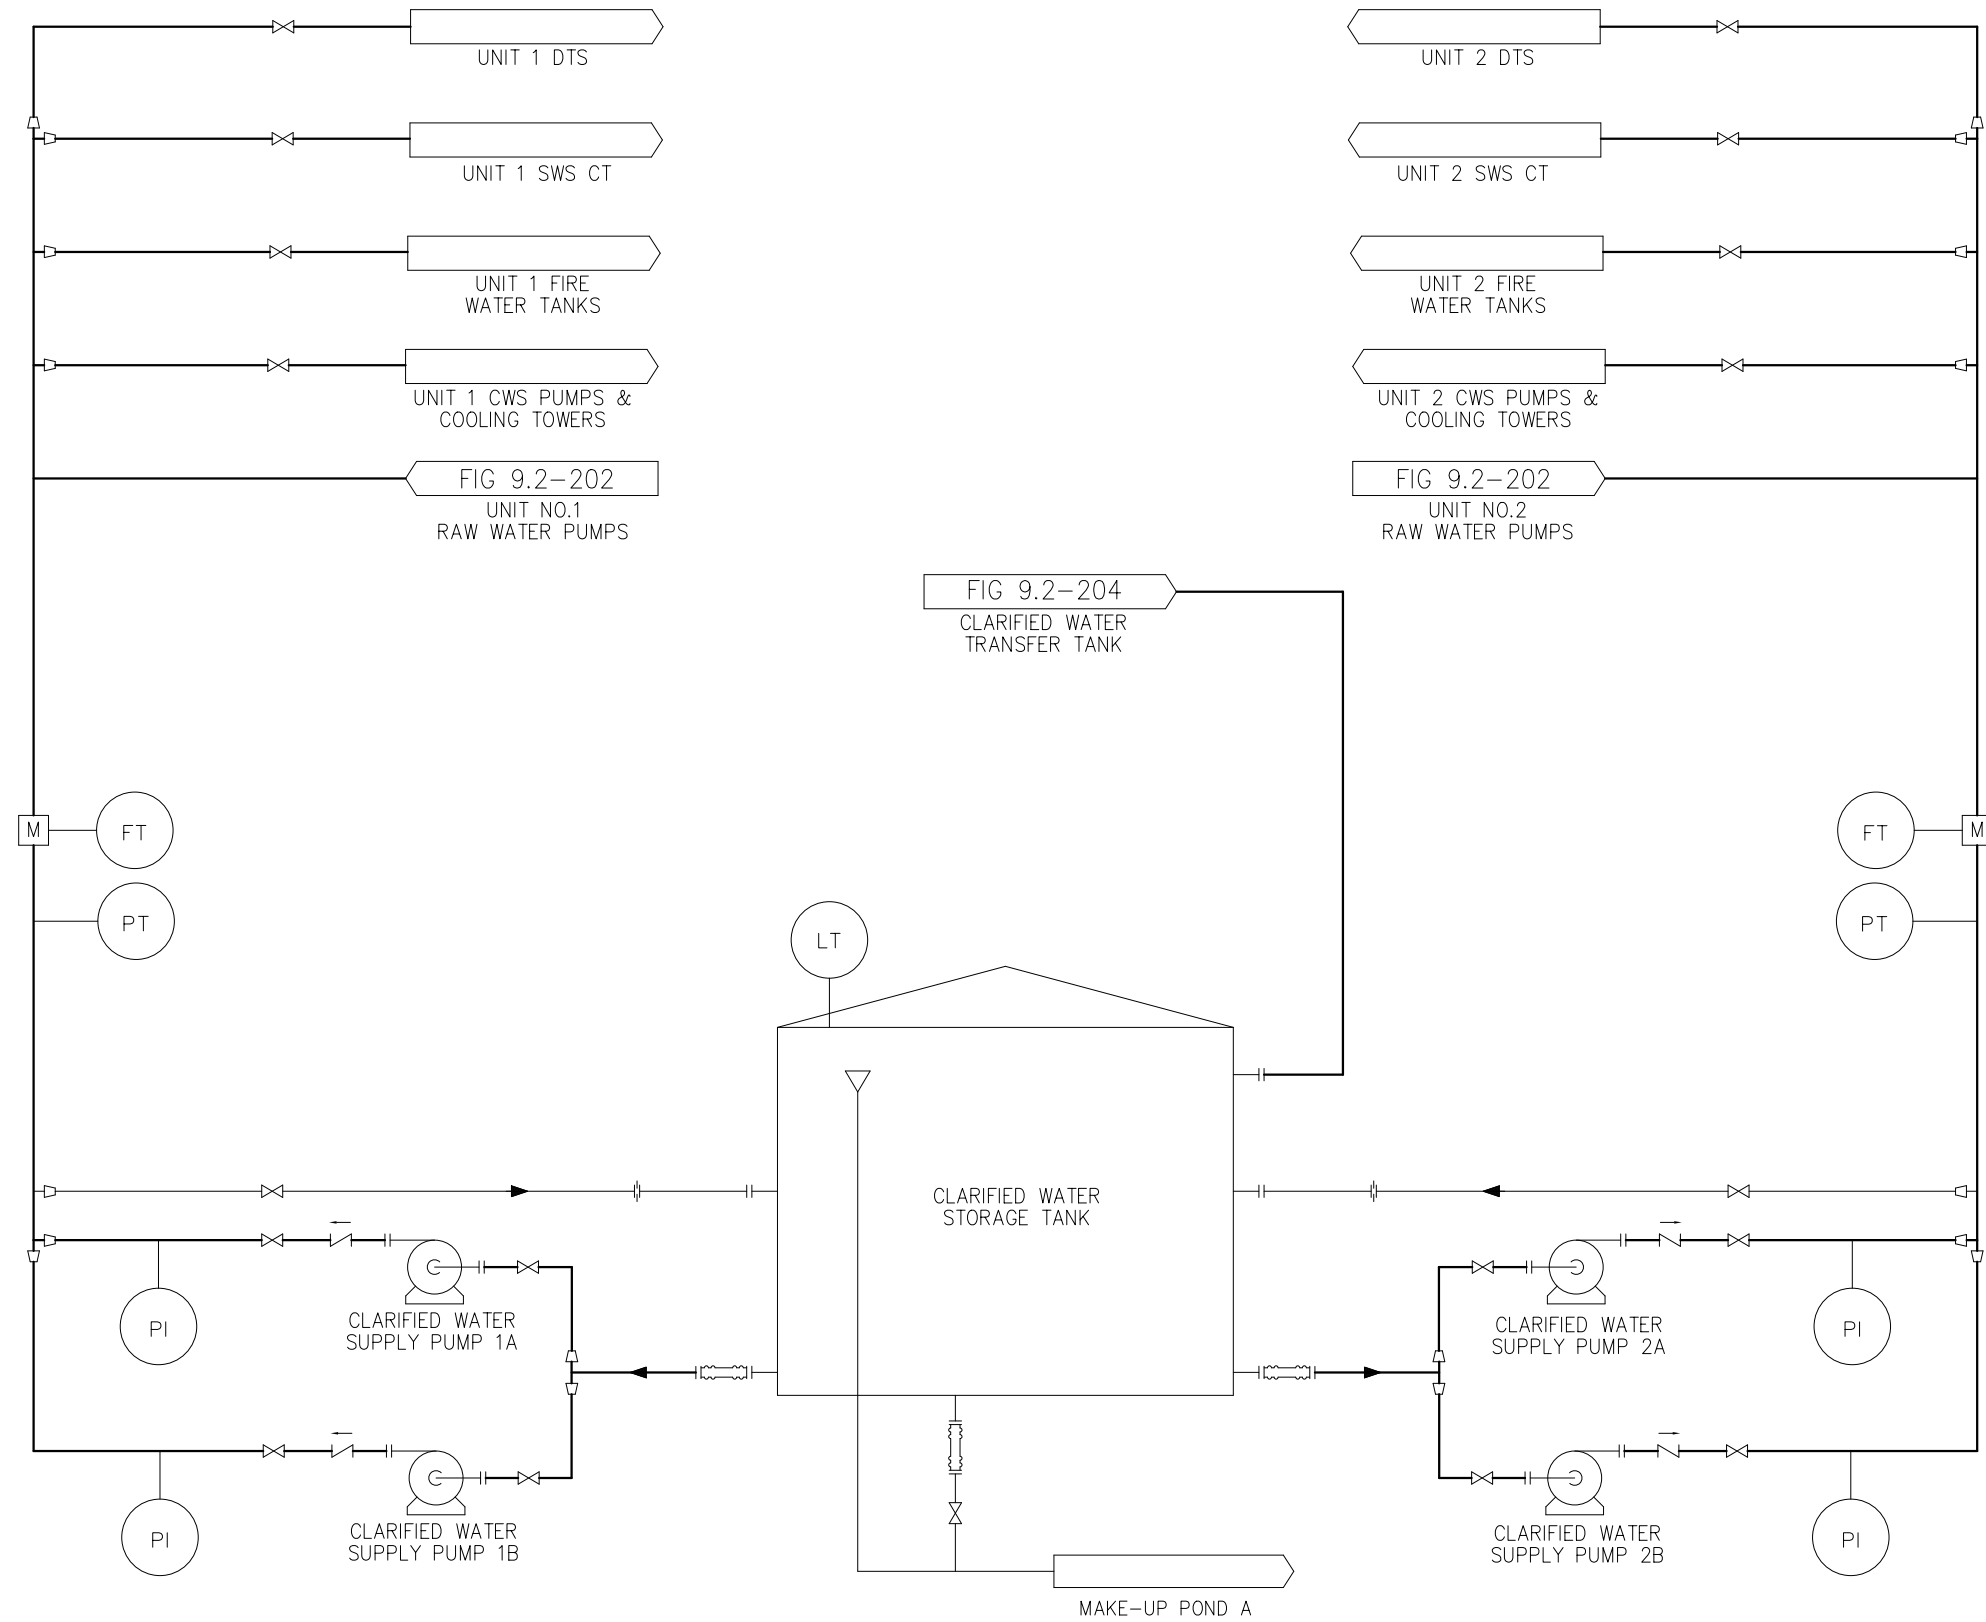 UNIT 1 DTS
UNIT 2 DTS
UNIT 1 SWS CT
UNIT 2 SWS CT
UNIT 1 FIRE
WATER TANKS
UNIT 2 FIRE
WATER TANKS
UNIT 1 CWS PUMPS &
COOLING TOWERS
UNIT 2 CWS PUMPS &
COOLING TOWERS
FIG 9.2-202
UNIT NO.1
RAW WATER PUMPS
FIG 9.2-202
UNIT NO.2
RAW WATER PUMPS
FIG 9.2-204
CLARIFIED WATER
TRANSFER TANK
M
FT
FT
M
PT
PT
LT
CLARIFIED WATER
STORAGE TANK
PI
CLARIFIED WATER
SUPPLY PUMP 1A
CLARIFIED WATER
SUPPLY PUMP 2A
PI
PI
CLARIFIED WATER
SUPPLY PUMP 1B
CLARIFIED WATER
SUPPLY PUMP 2B
PI
MAKE-UP POND A